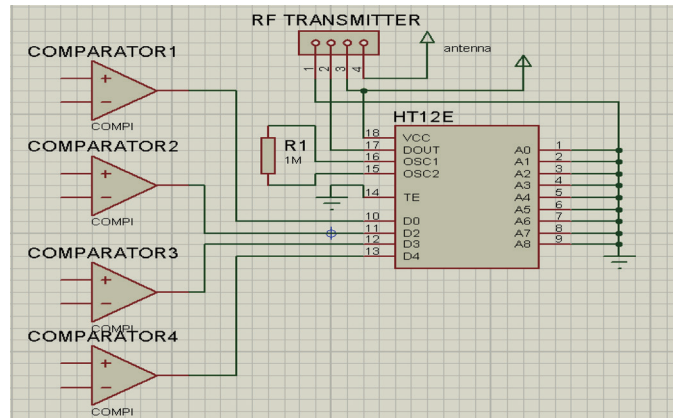 RF TRANSMITTER
antenna
1 2 3 4
COMPARATOR1
COMPI
COMPARATOR2
COMPI
COMPARATOR3
COMPI
COMPARATOR4
COMPI
R1
1M
HT12E
18 VCC
17 DOUT
16 OSC1
15 OSC2
14 TE
10 D0
11 D2
12 D3
13 D4
A0 1
A1 2
A2 3
A3 4
A4 5
A5 6
A6 7
A7 8
A8 9